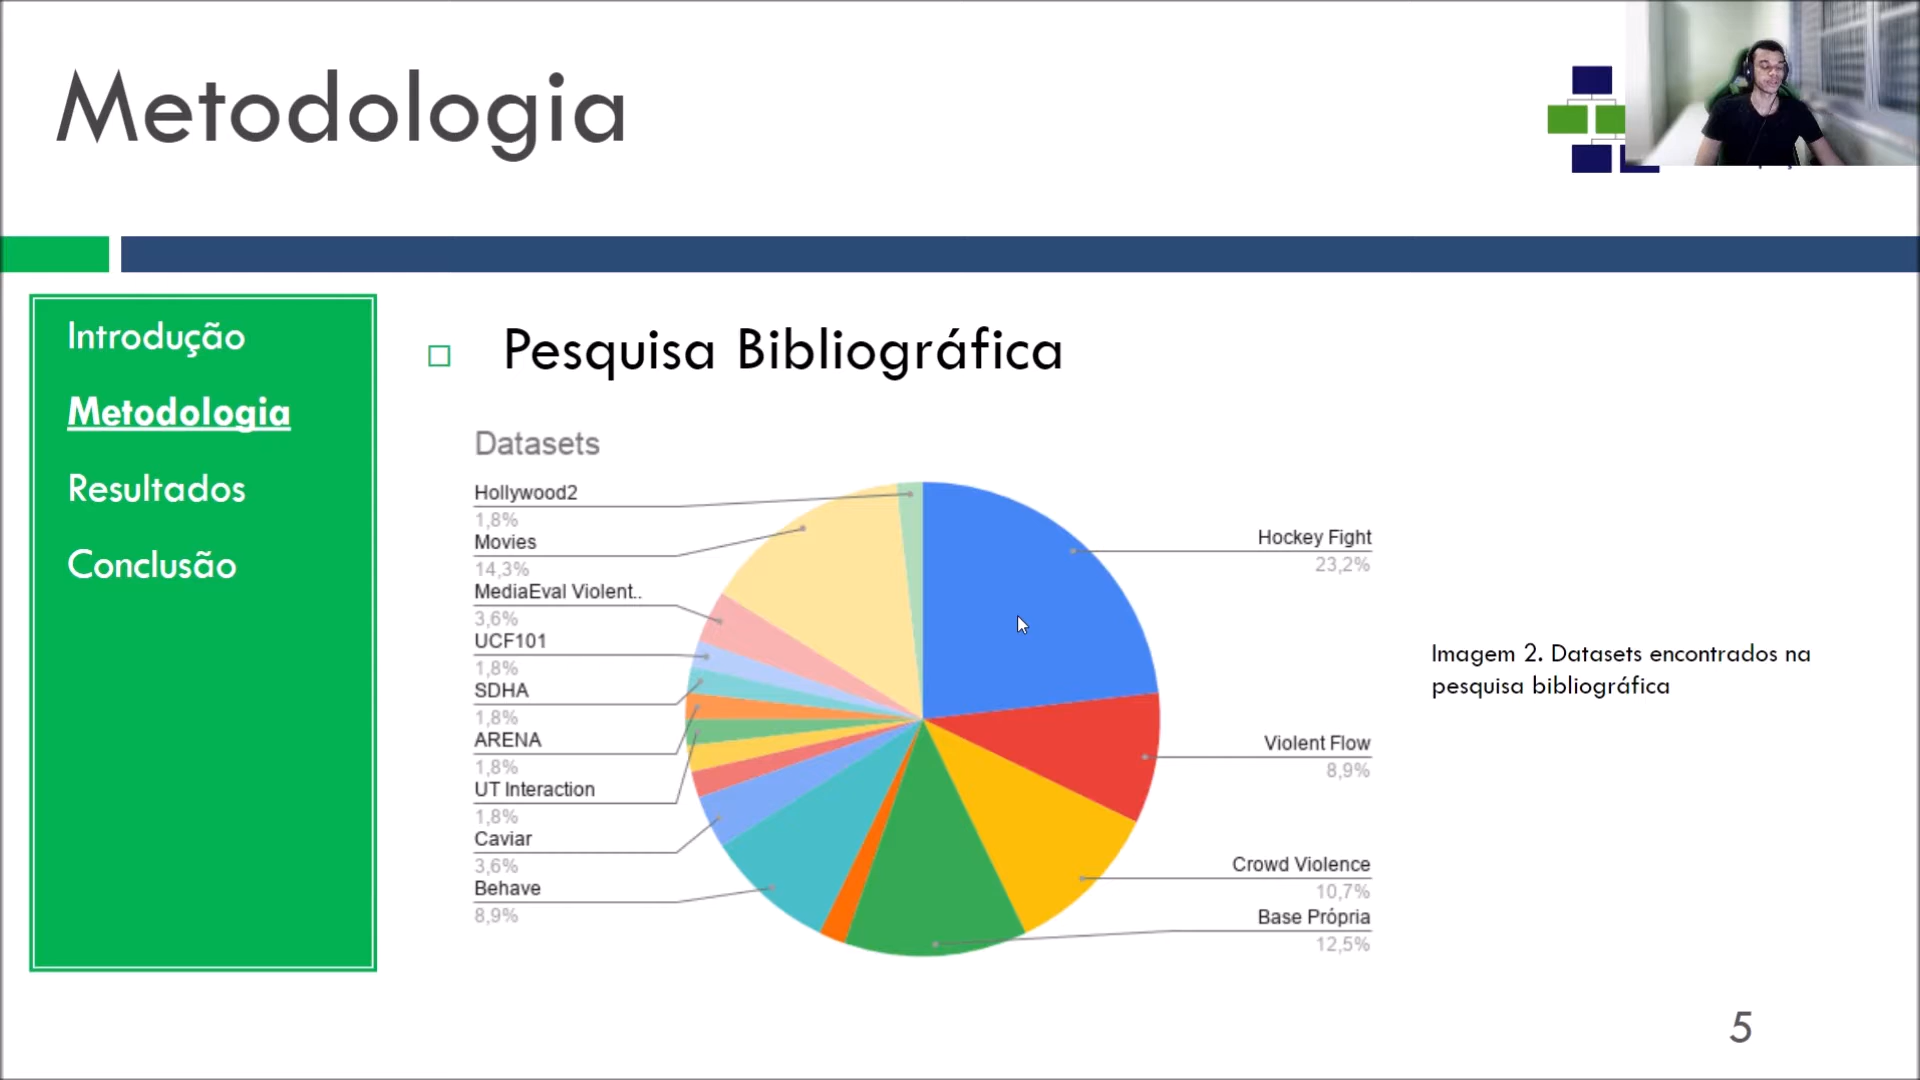 Metodologia
Introdução
Metodologia
Resultados
Conclusão
Pesquisa Bibliográfica
Datasets
Hollywood2
1,8%
Movies
14,3%
MediaEval Violent..
3,6%
UCF101
1,8%
SDHA
1,8%
ARENA
1,8%
UT Interaction
1,8%
Caviar
3,6%
Behave
8,9%
Hockey Fight
23,2%
Violent Flow
8,9%
Crowd Violence
10,7%
Base Própria
12,5%
Imagem 2. Datasets encontrados na
pesquisa bibliográfica
5